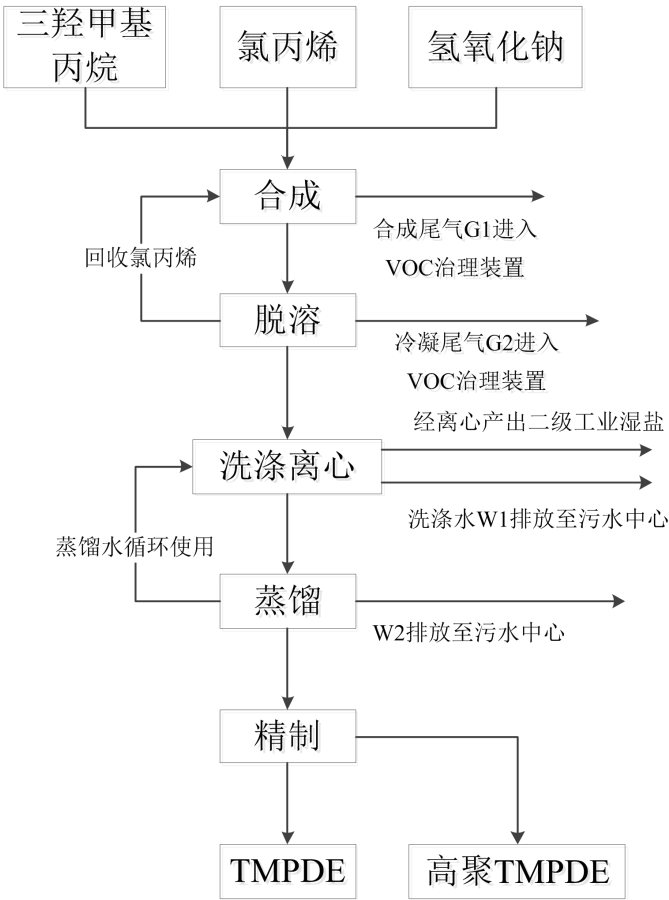 三羟甲基
丙烷
氯丙烯
氢氧化钠
合成
合成尾气G1进入
VOC治理装置
回收氯丙烯
脱溶
冷凝尾气G2进入
VOC治理装置
经离心产出二级工业湿盐
洗涤离心
洗涤水W1排放至污水中心
蒸馏水循环使用
蒸馏
W2排放至污水中心
精制
TMPDE
高聚TMPDE